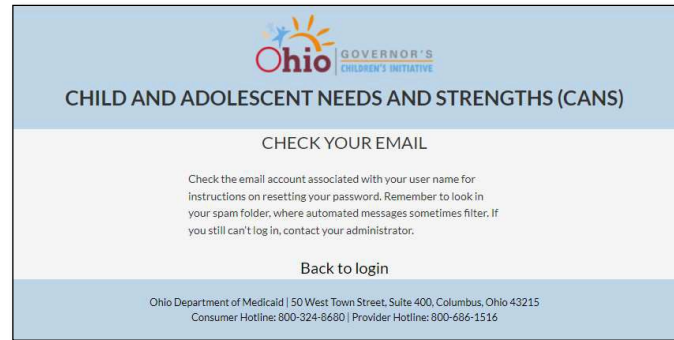 Ohio
GOVERNOR'S
CHILDREN'S INITIATIVE
CHILD AND ADOLESCENT NEEDS AND STRENGTHS (CANS)
CHECK YOUR EMAIL
Check the email account associated with your user name for
instructions on resetting your password. Remember to look in
your spam folder, where automated messages sometimes filter. If
you still can't log in, contact your administrator.
Back to login
Ohio Department of Medicaid | 50 West Town Street, Suite 400, Columbus, Ohio 43215
Consumer Hotline: 800-324-8680 | Provider Hotline: 800-686-1516